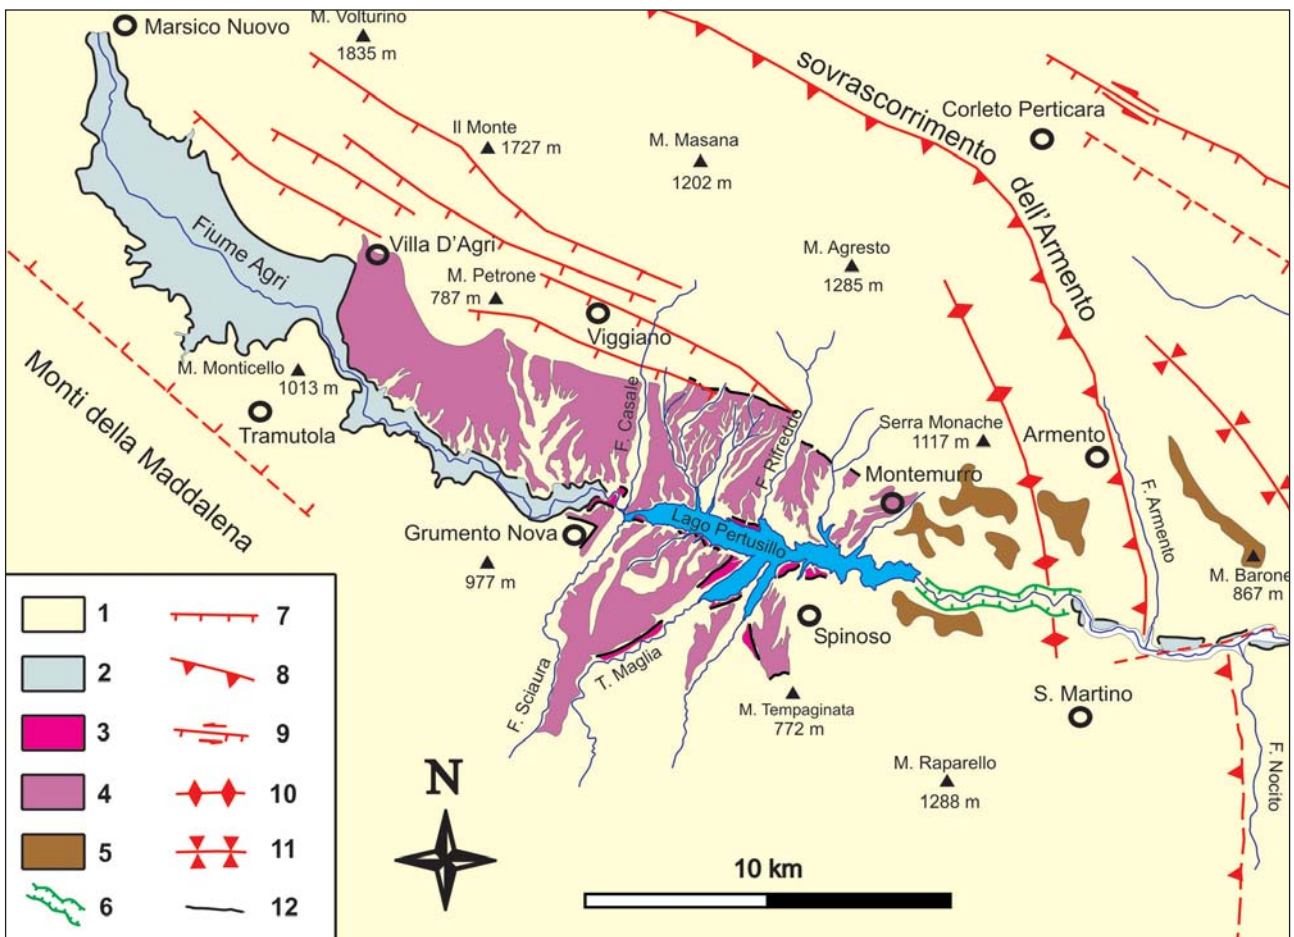 Marsico Nuovo
M. Volturino
1835 m
sovrascorrimento
dell'Armento
Corleto Perticara
Il Monte
1727 m
M. Masana
1202 m
Fiume Agri
Villa D'Agri
M. Agresto
1285 m
M. Petrone
787 m
Viggiano
Monti della Maddalena
M. Monticello
1013 m
Tramutola
F. Casale
F. Rifreddo
Serra Monache
1117 m
Armento
Montemurro
F. Armento
Lago Pertusillo
Grumento Nova
977 m
M. Barone
867 m
Spinoso
F. Sciaura
T. Maglia
M. Tempaginata
772 m
S. Martino
M. Raparello
1288 m
F. Nocito
N
10 km
1
2
3
4
5
6
7
8
9
10
11
12